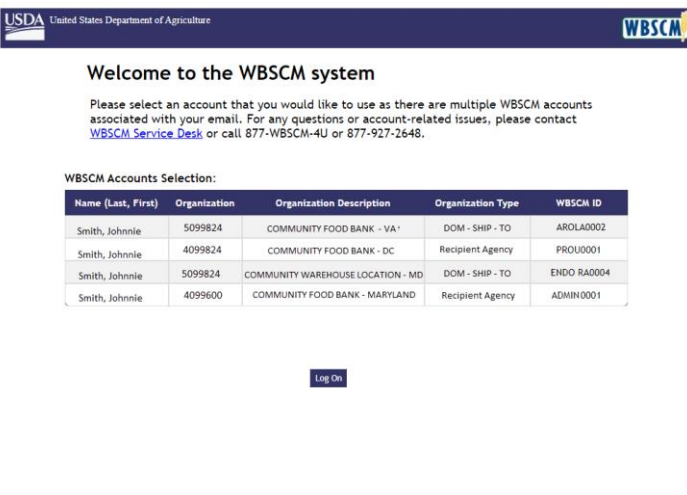 USDA United States Department of Agriculture
WBSCM
Welcome to the WBSCM system
Please select an account that you would like to use as there are multiple WBSCM accounts
associated with your email. For any questions or account-related issues, please contact
WBSCM Service Desk or call 877-WBSCM-4U or 877-927-2648.
WBSCM Accounts Selection:
Name (Last, First) Organization Organization Description Organization Type WBSCM ID
Smith, Johnnie 5099824 COMMUNITY FOOD BANK - VA' DOM - SHIP - TO AROLA0002
Smith, Johnnie 4099824 COMMUNITY FOOD BANK - DC Recipient Agency PROU0001
Smith, Johnnie 5099824 COMMUNITY WAREHOUSE LOCATION - MD DOM - SHIP - TO ENDO RA0004
Smith, Johnnie 4099600 COMMUNITY FOOD BANK - MARYLAND Recipient Agency ADMIN0001
Log On